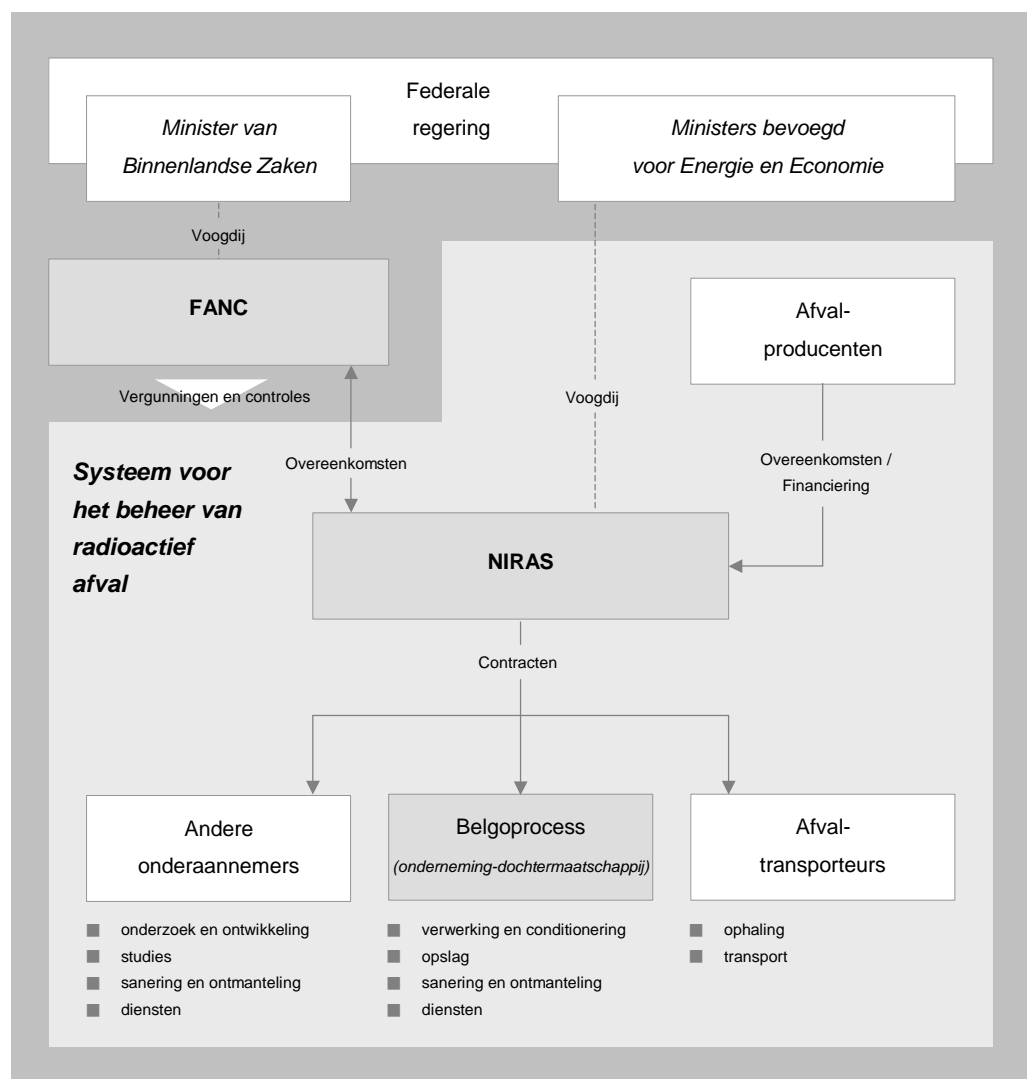 Federale
regering
Minister van
Binnenlandse Zaken
Ministers bevoegd
voor Energie en Economie
Voogdij
FANC
Vergunningen en controles
Afval-
producenten
Voogdij
Overeenkomsten
Overeenkomsten /
Financiering
Systeem voor
het beheer van
radioactief
afval
NIRAS
Contracten
Andere
onderaannemers
onderzoek en ontwikkeling
studies
sanering en ontmanteling
diensten
Belgoprocess
(onderneming-dochtermaatschappij)
verwerking en conditionering
opslag
sanering en ontmanteling
diensten
Afval-
transporteurs
ophaling
transport